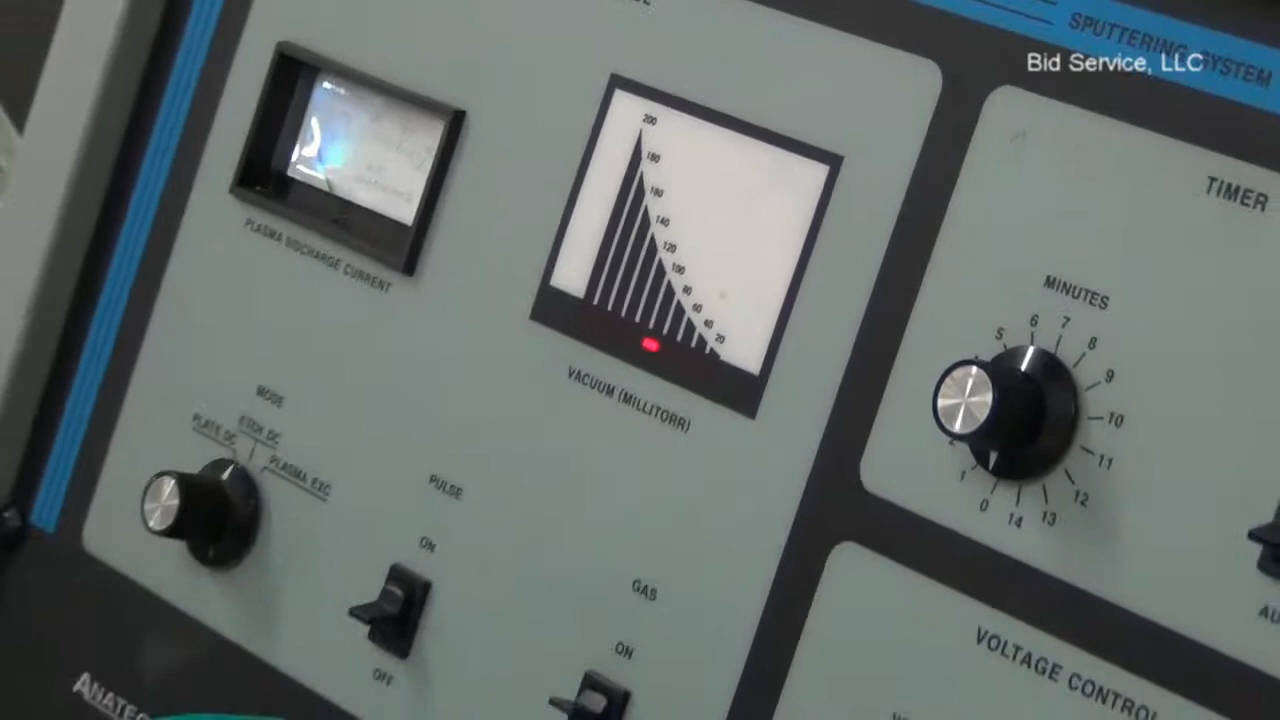 SPUTTERING SYSTEM
Bid Service, LLC
200
180
160
140
120
100
80
60
40
20
PLASMA DISCHARGE CURRENT
VACUUM (MILLITORR)
TIMER
MINUTES
5
6
7
8
9
10
11
12
13
14
0
1
2
MODE
PLATE DC
ETCH DC
PLASMA EXC
PULSE
ON
OFF
GAS
ON
VOLTAGE CONTROL
ANATEC